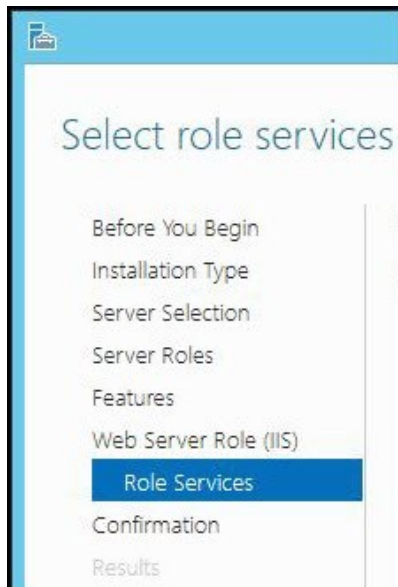 Select role services
Before You Begin
Installation Type
Server Selection
Server Roles
Features
Web Server Role (IIS)
Role Services
Confirmation
Results